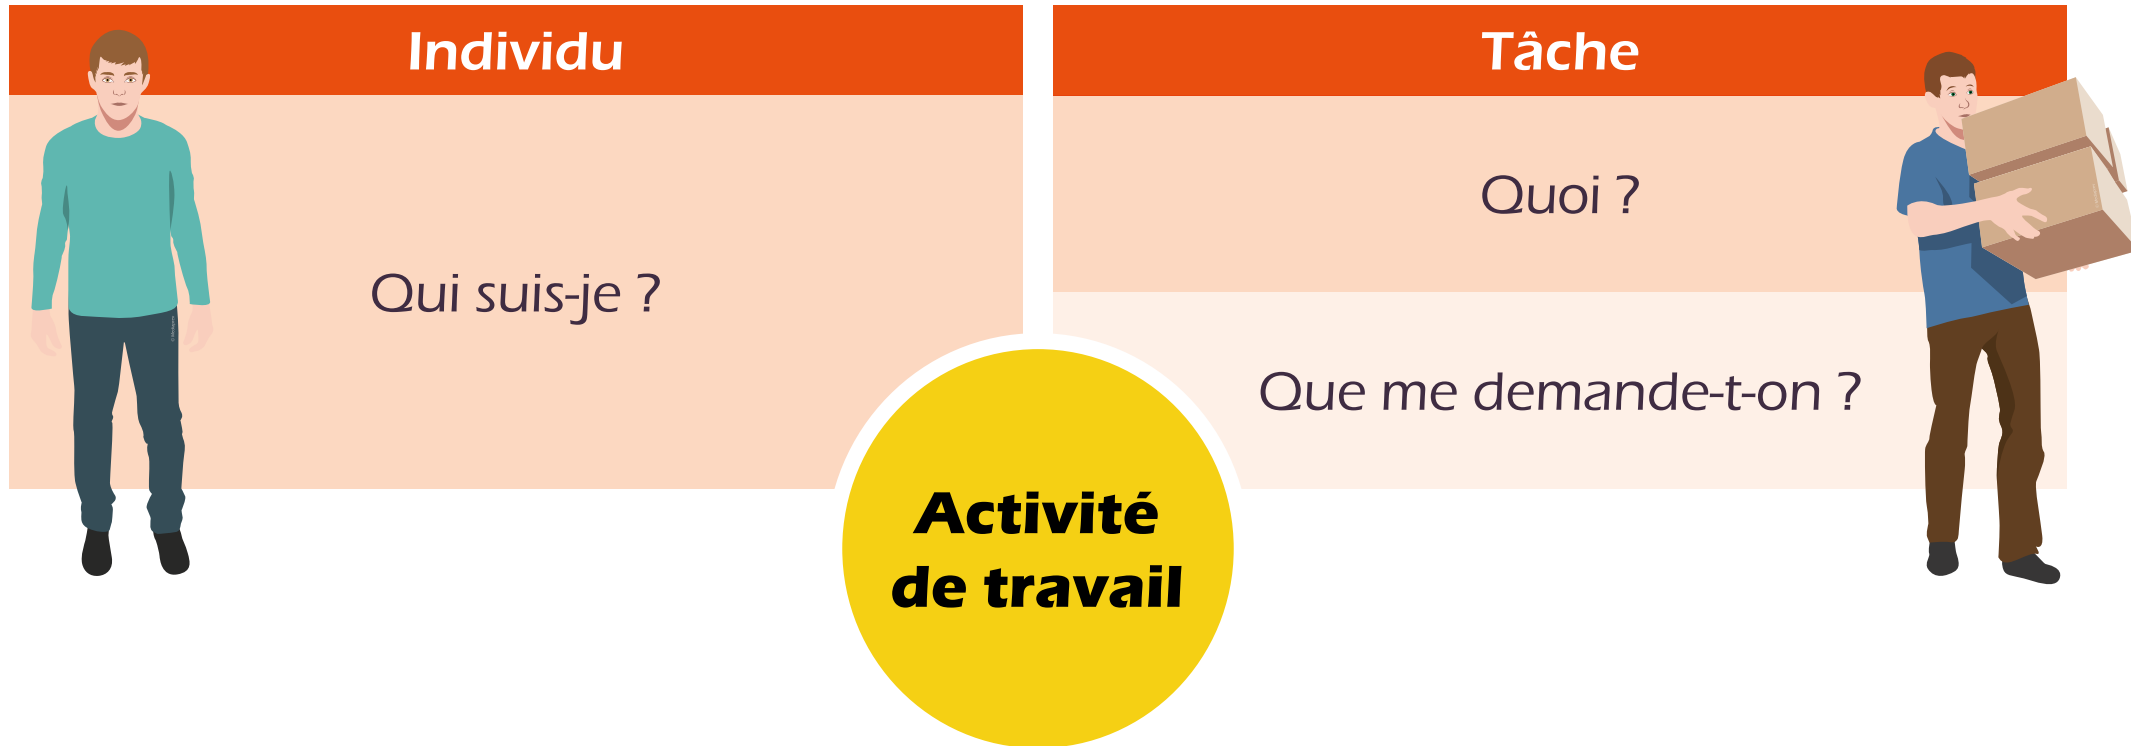 Individu
Qui suis-je ?
Tâche
Quoi ?
Que me demande-t-on ?
Activité
de travail